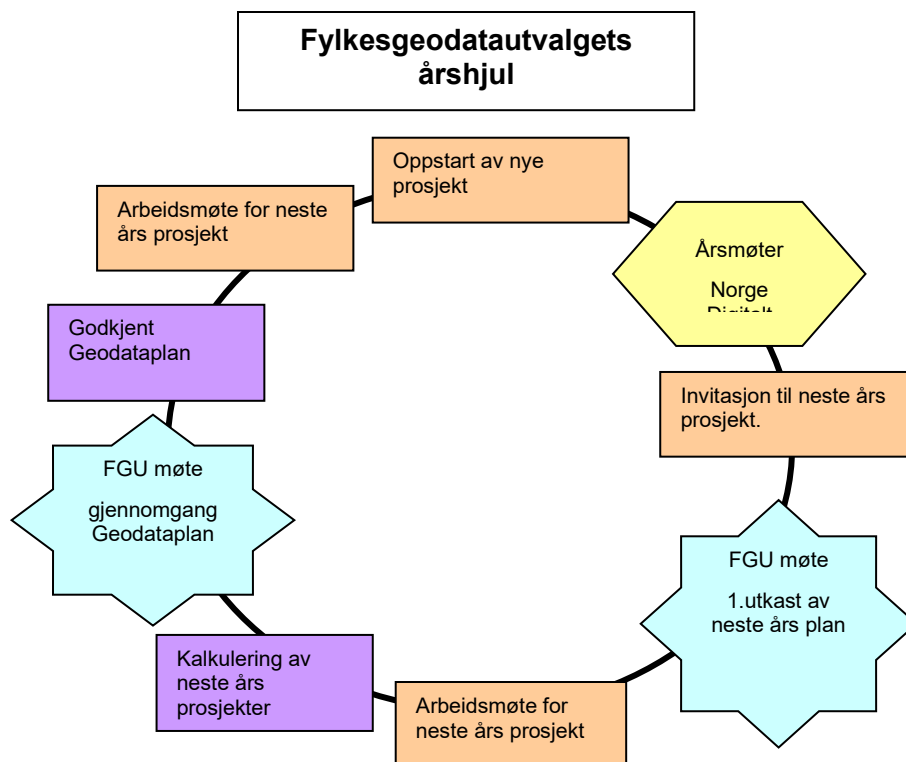 Fylkesgeodatautvalgets
årshjul
Oppstart av nye
prosjekt
Årsmøter
Norge
Digitalt
Invitasjon til neste års
prosjekt.
FGU møte
1.utkast av
neste års plan
Arbeidsmøte for
neste års prosjekt
Kalkulering av
neste års
prosjekter
FGU møte
gjennomgang
Geodataplan
Godkjent
Geodataplan
Arbeidsmøte for neste
års prosjekt